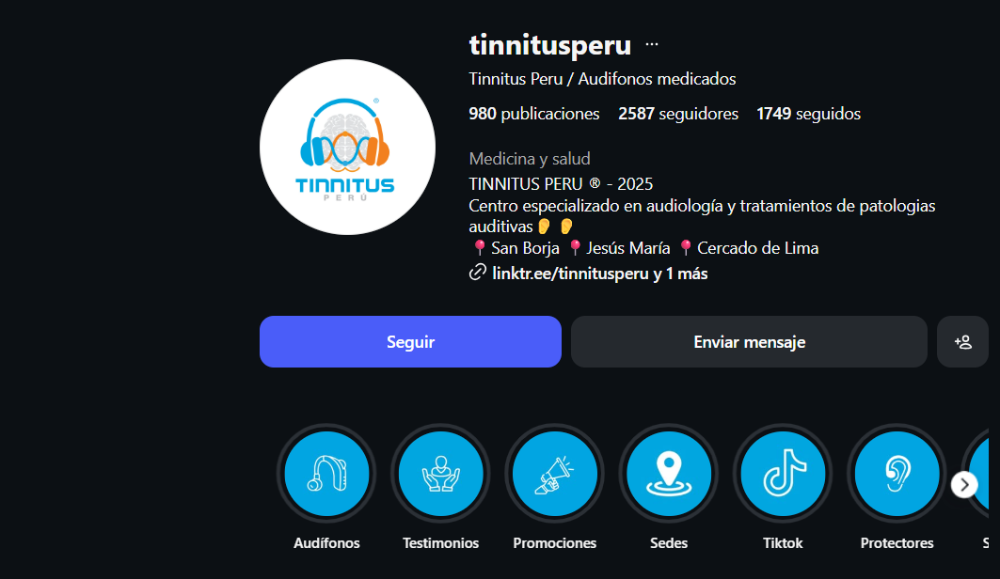 tinnitusperu ...
Tinnitus Peru / Audifonos medicados
980 publicaciones 2587 seguidores 1749 seguidos
Medicina y salud
TINNITUS PERU ® - 2025
Centro especializado en audiología y tratamientos de patologias
auditivas👂👂
📍San Borja 📍Jesús María 📍Cercado de Lima
linktr.ee/tinnitusperu y 1 más
®
TINNITUS
PERÚ
Seguir
Enviar mensaje
Audífonos
Testimonios
Promociones
Sedes
Tiktok
Protectores